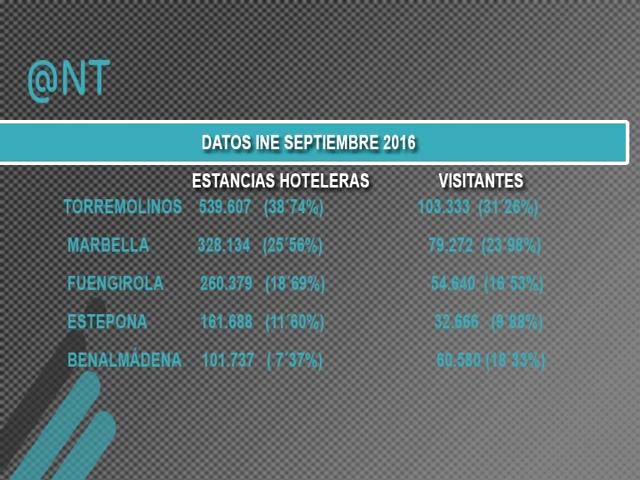 @NT
DATOS INE SEPTIEMBRE 2016
ESTANCIAS HOTELERAS VISITANTES
TORREMOLINOS 539.607 (38´74%) 103.333 (31´26%)
MARBELLA 328.134 (25´56%) 79.272 (23´98%)
FUENGIROLA 260.379 (18´69%) 54.640 (16´53%)
ESTEPONA 161.688 (11´60%) 32.666 (9´88%)
BENALMÁDENA 101.737 ( 7´37%) 60.580 (18´33%)